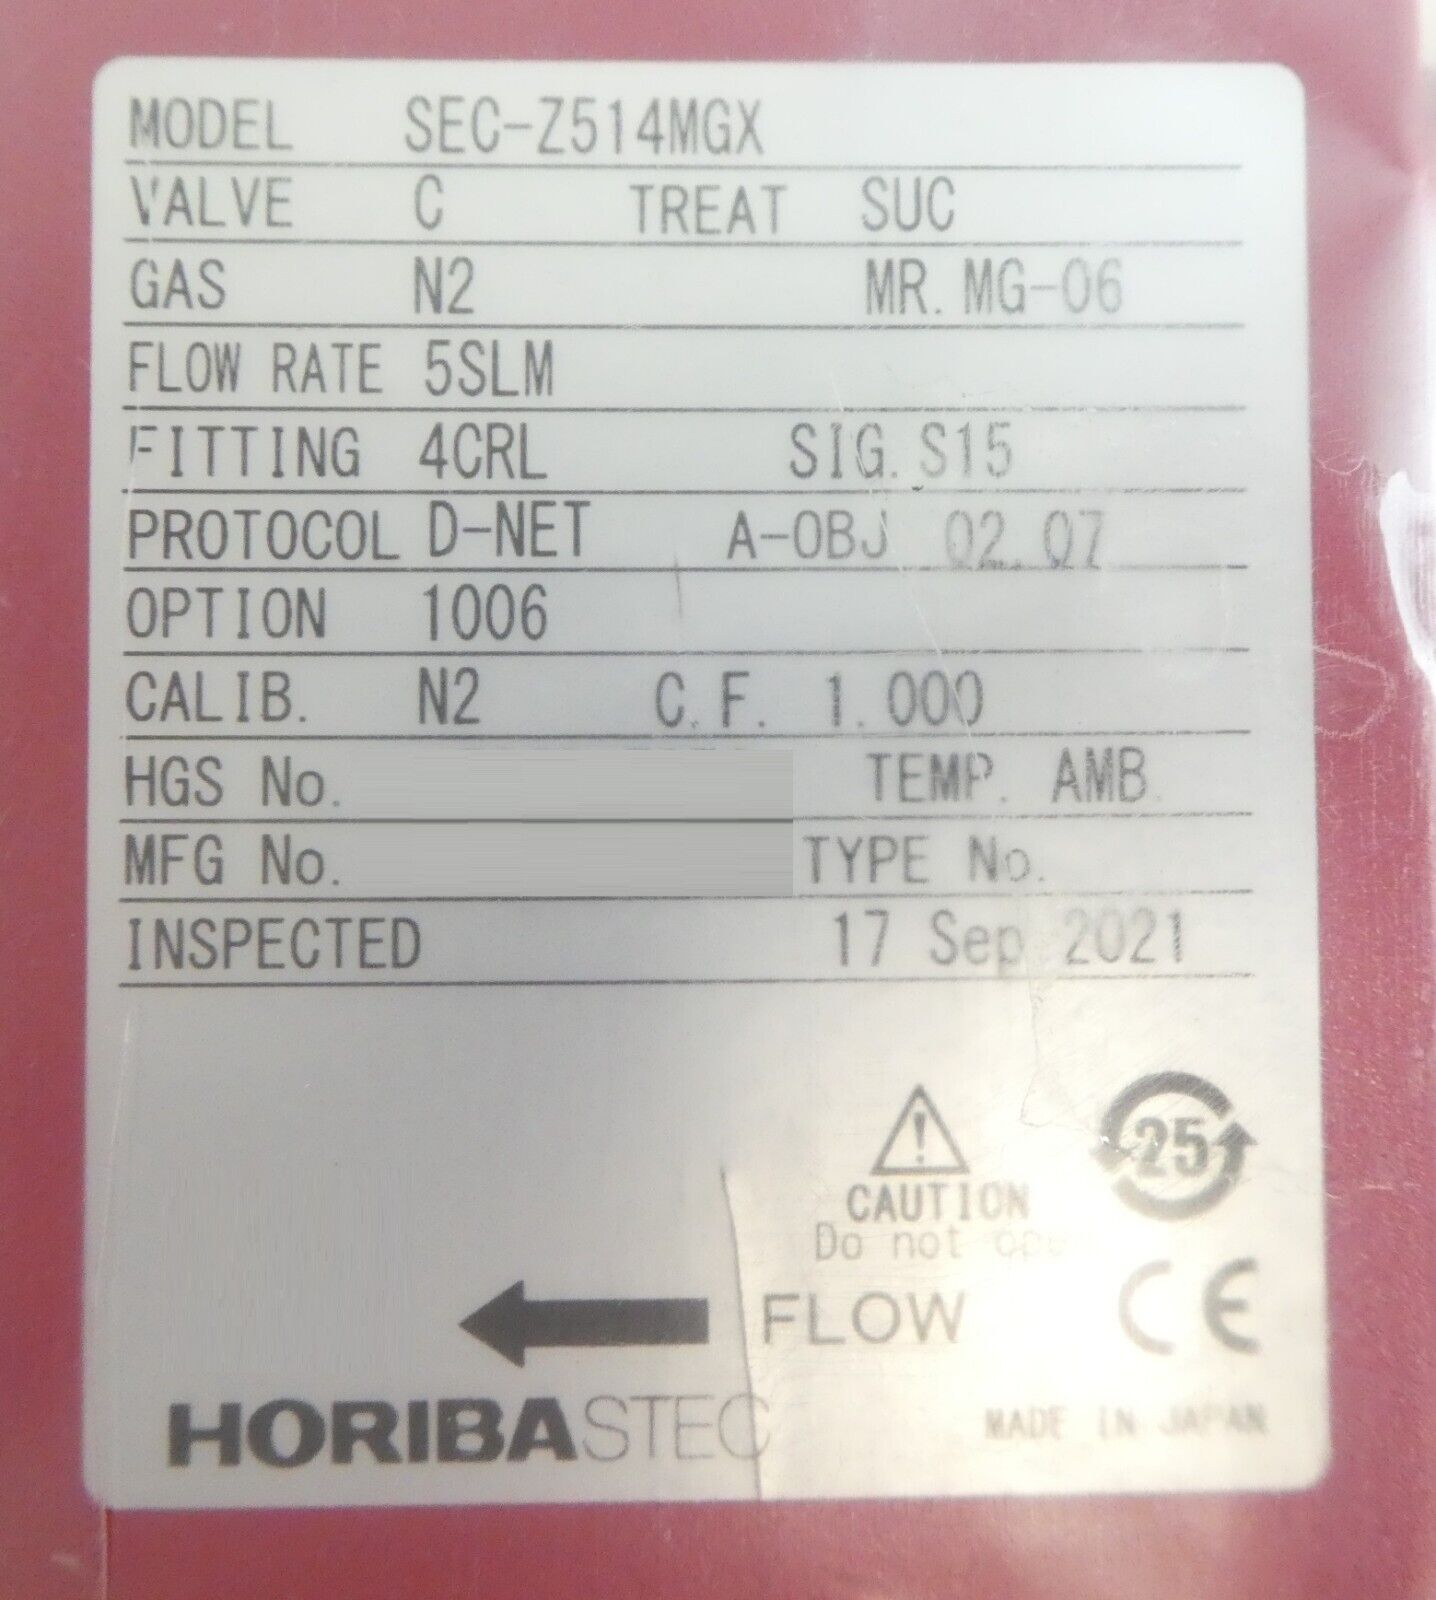 MODEL SEC-Z514MGX
VALVE C TREAT SUC
GAS N2 MR. MG-06
FLOW RATE 5SLM
FITTING 4CRL SIG. S15
PROTOCOL D-NET A-OBJ 02.07
OPTION 1006
CALIB. N2 C.F. 1.000
HGS No. TEMP. AMB.
MFG No. TYPE No.
INSPECTED 17 Sep 2021
25
CAUTION
Do not
FLOW
CE
HORIBASTEC
MADE IN JAPAN